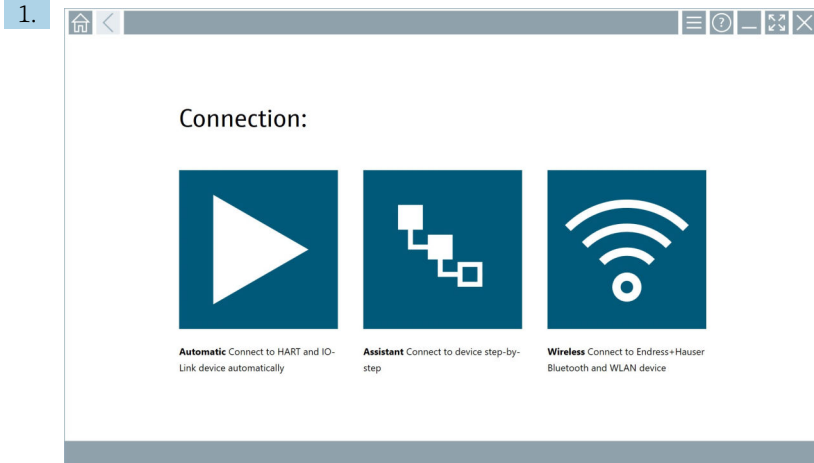 1.
Connection:
Automatic Connect to HART and IO-
Link device automatically
Assistant Connect to device step-by-
step
Wireless Connect to Endress+Hauser
Bluetooth and WLAN device